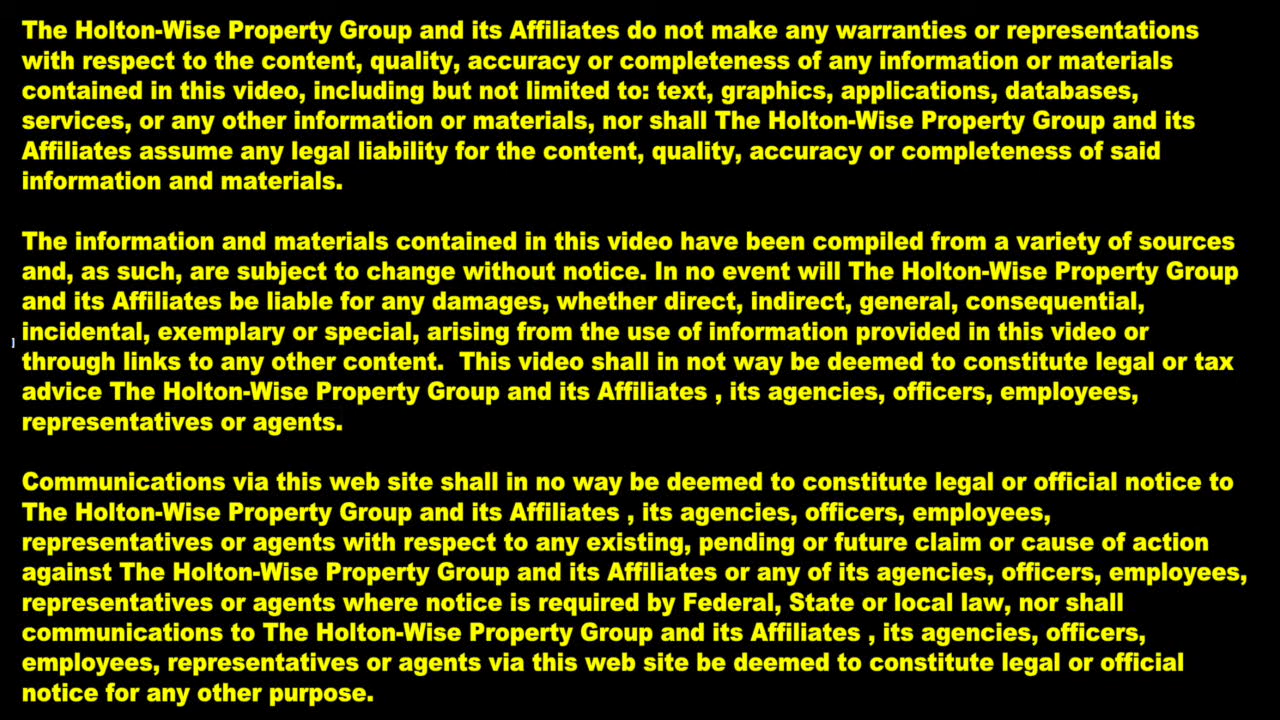 The Holton-Wise Property Group and its Affiliates do not make any warranties or representations
with respect to the content, quality, accuracy or completeness of any information or materials
contained in this video, including but not limited to: text, graphics, applications, databases,
services, or any other information or materials, nor shall The Holton-Wise Property Group and its
Affiliates assume any legal liability for the content, quality, accuracy or completeness of said
information and materials.
The information and materials contained in this video have been compiled from a variety of sources
and, as such, are subject to change without notice. In no event will The Holton-Wise Property Group
and its Affiliates be liable for any damages, whether direct, indirect, general, consequential,
incidental, exemplary or special, arising from the use of information provided in this video or
through links to any other content.  This video shall in not way be deemed to constitute legal or tax
advice The Holton-Wise Property Group and its Affiliates , its agencies, officers, employees,
representatives or agents.
Communications via this web site shall in no way be deemed to constitute legal or official notice to
The Holton-Wise Property Group and its Affiliates , its agencies, officers, employees,
representatives or agents with respect to any existing, pending or future claim or cause of action
against The Holton-Wise Property Group and its Affiliates or any of its agencies, officers, employees,
representatives or agents where notice is required by Federal, State or local law, nor shall
communications to The Holton-Wise Property Group and its Affiliates , its agencies, officers,
employees, representatives or agents via this web site be deemed to constitute legal or official
notice for any other purpose.